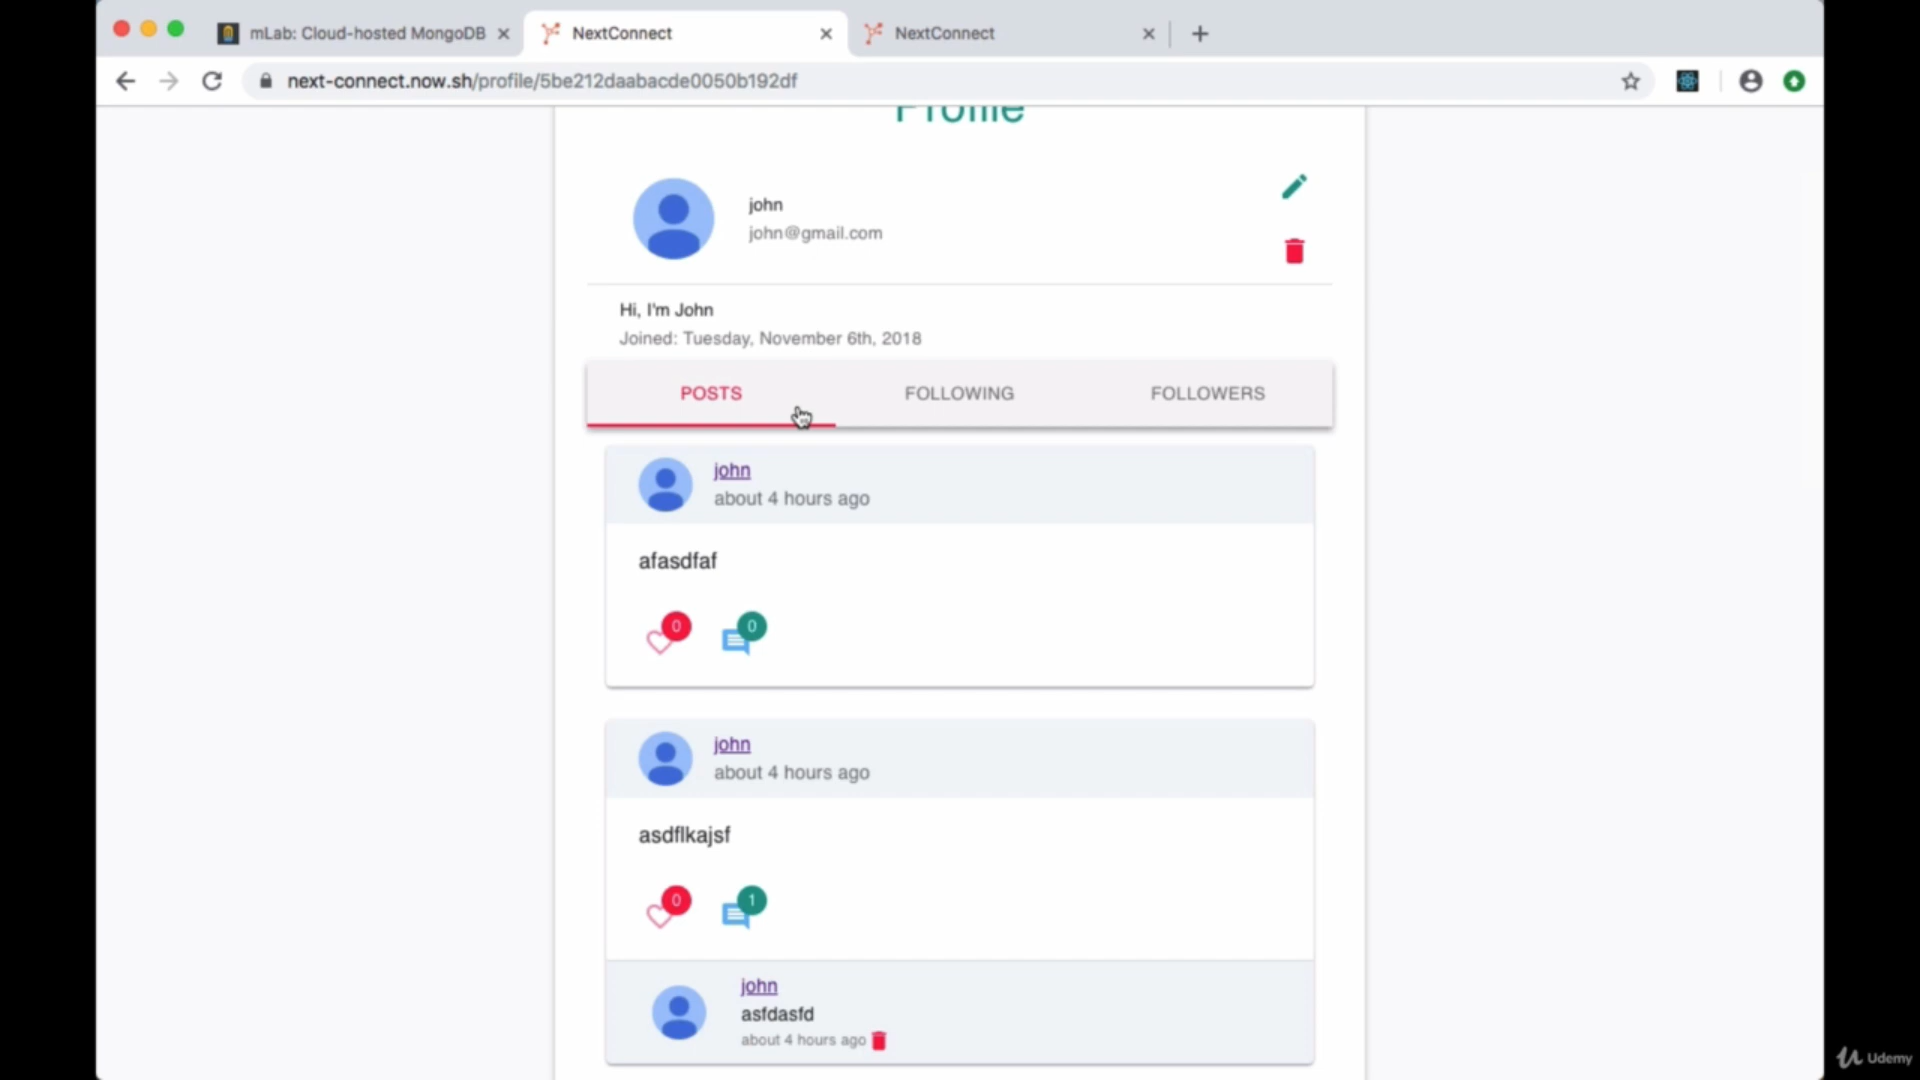 mLab: Cloud-hosted MongoDB
NextConnect
NextConnect
next-connect.now.sh/profile/5be212daabacde0050b192df
Profile
john
john@gmail.com
Hi, I'm John
Joined: Tuesday, November 6th, 2018
POSTS FOLLOWING FOLLOWERS
john
about 4 hours ago
afasdfaf
0 0
john
about 4 hours ago
asdflkajsf
0 1
john
asfdasfd
about 4 hours ago
Udemy